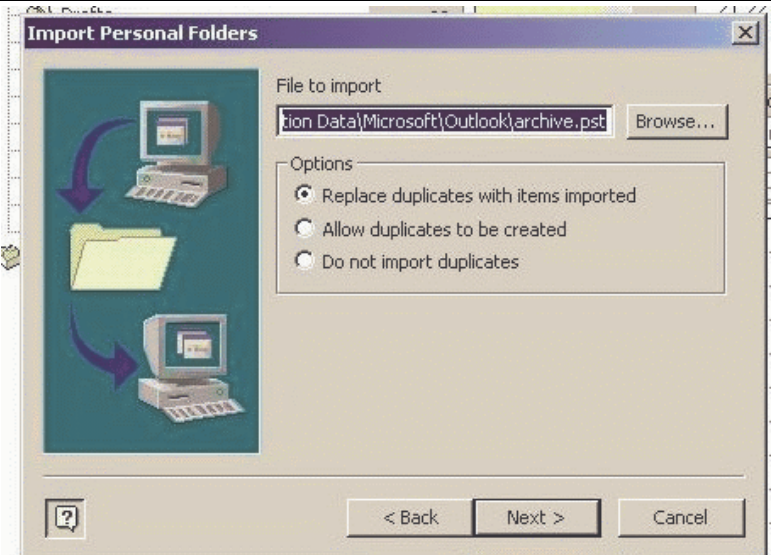 Drafts
Import Personal Folders
File to import
tion Data\Microsoft\Outlook\archive.pst
Browse...
Options
Replace duplicates with items imported
Allow duplicates to be created
Do not import duplicates
< Back
Next >
Cancel